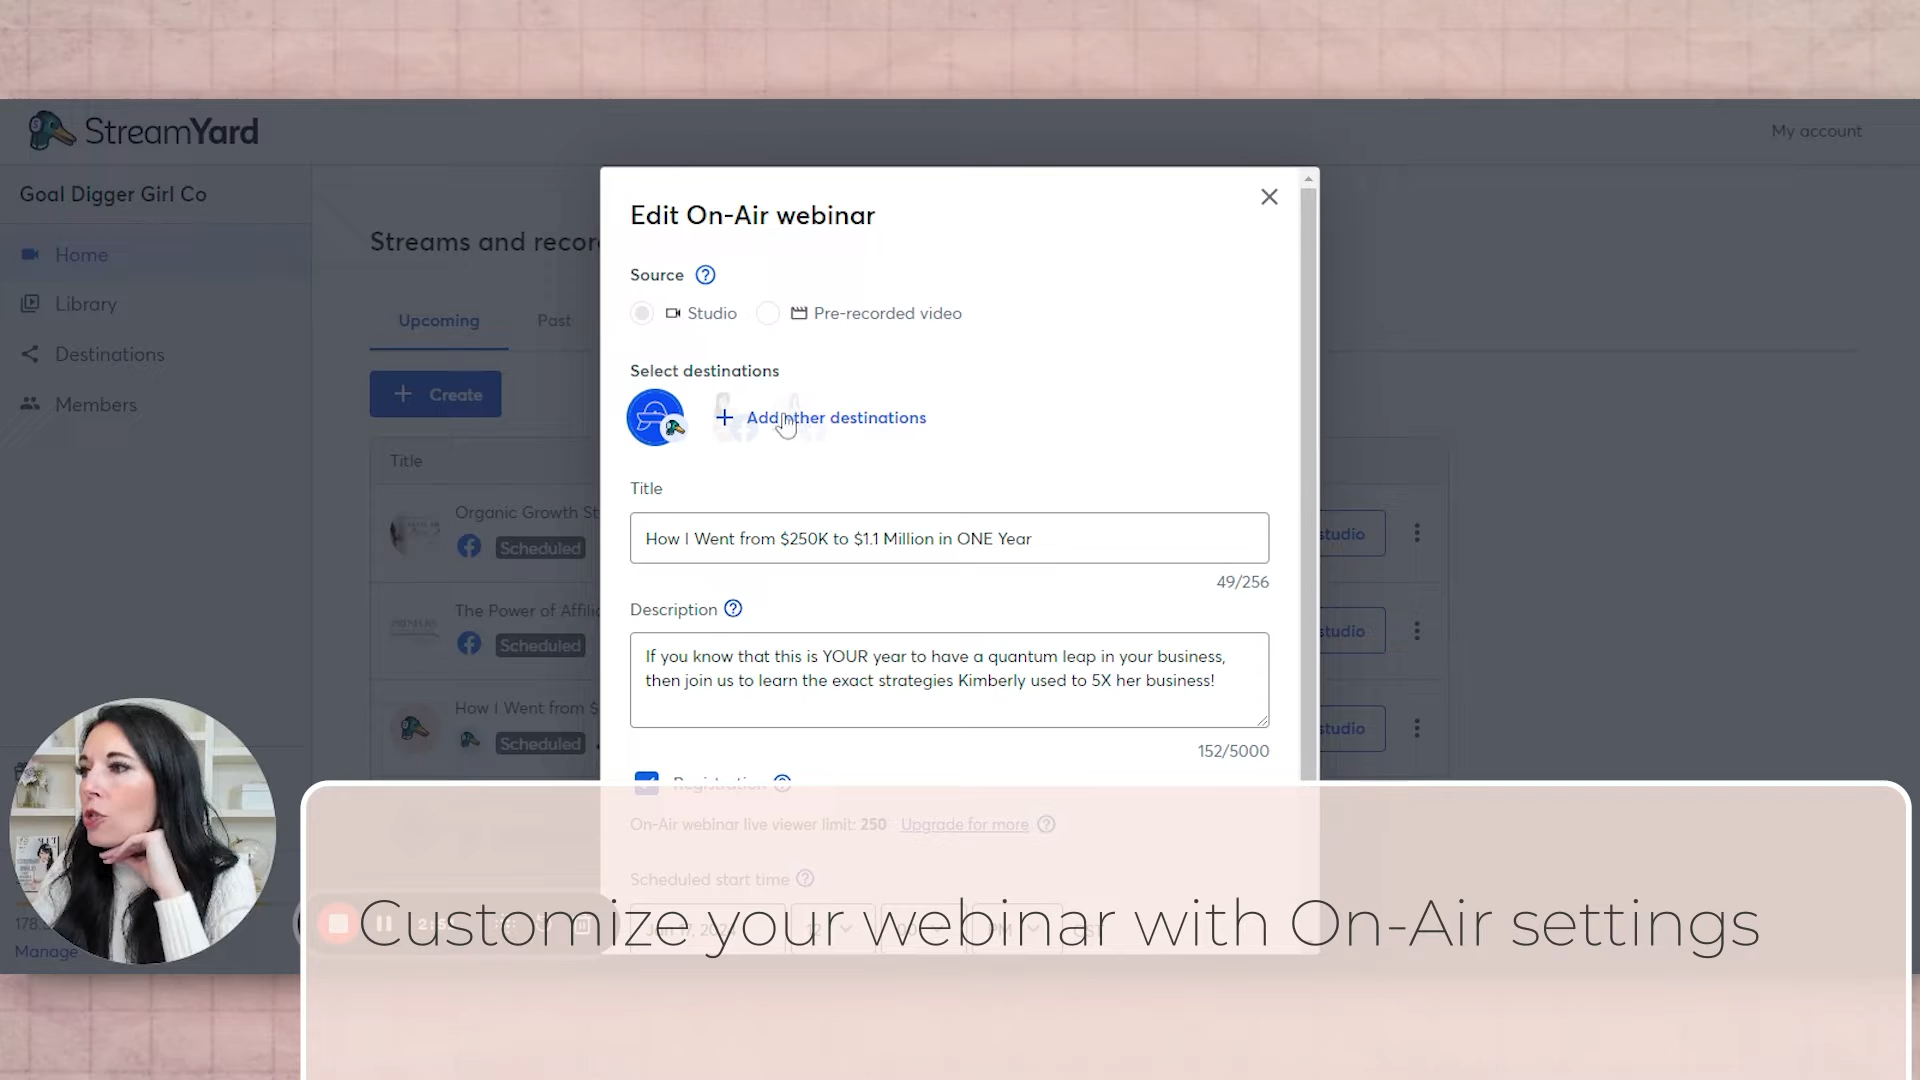 StreamYard
My account
Goal Digger Girl Co
Home
Library
Destinations
Members
Streams and recor
Upcoming
Past
+ Create
Title
Organic Growth St
Scheduled
The Power of Affili
Scheduled
How I Went from $
Scheduled
studio
studio
studio
Manage
Edit On-Air webinar
Source
Studio
Pre-recorded video
Select destinations
+ Add other destinations
Title
How I Went from $250K to $1.1 Million in ONE Year
49/256
Description
If you know that this is YOUR year to have a quantum leap in your business,
then join us to learn the exact strategies Kimberly used to 5X her business!
152/5000
Registration
On-Air webinar live viewer limit: 250 Upgrade for more
Scheduled start time
Customize your webinar with On-Air settings